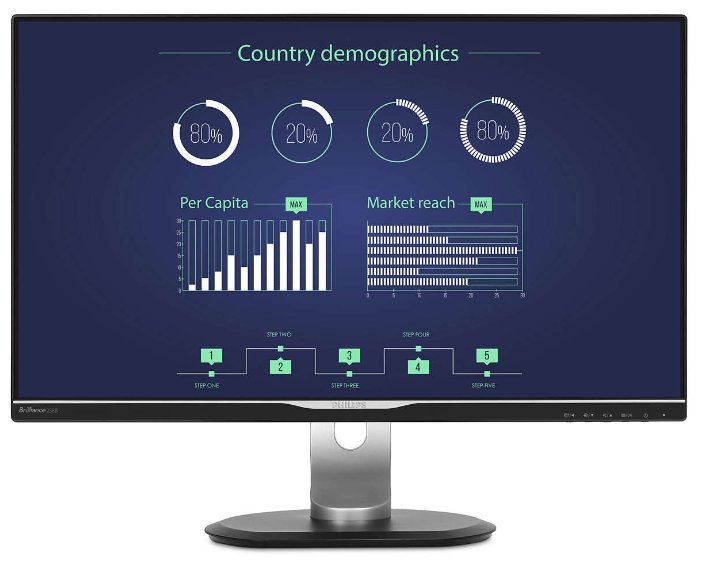 Country demographics
80% 20% 20% 80%
Per Capita MAX
30
25
20
15
10
5
0
Market reach MAX
0 5 10 15 20 25 30
STEP TWO STEP FOUR
1 3 5
2 4
STEP ONE STEP THREE STEP FIVE
Brilliance 258B
PHILIPS